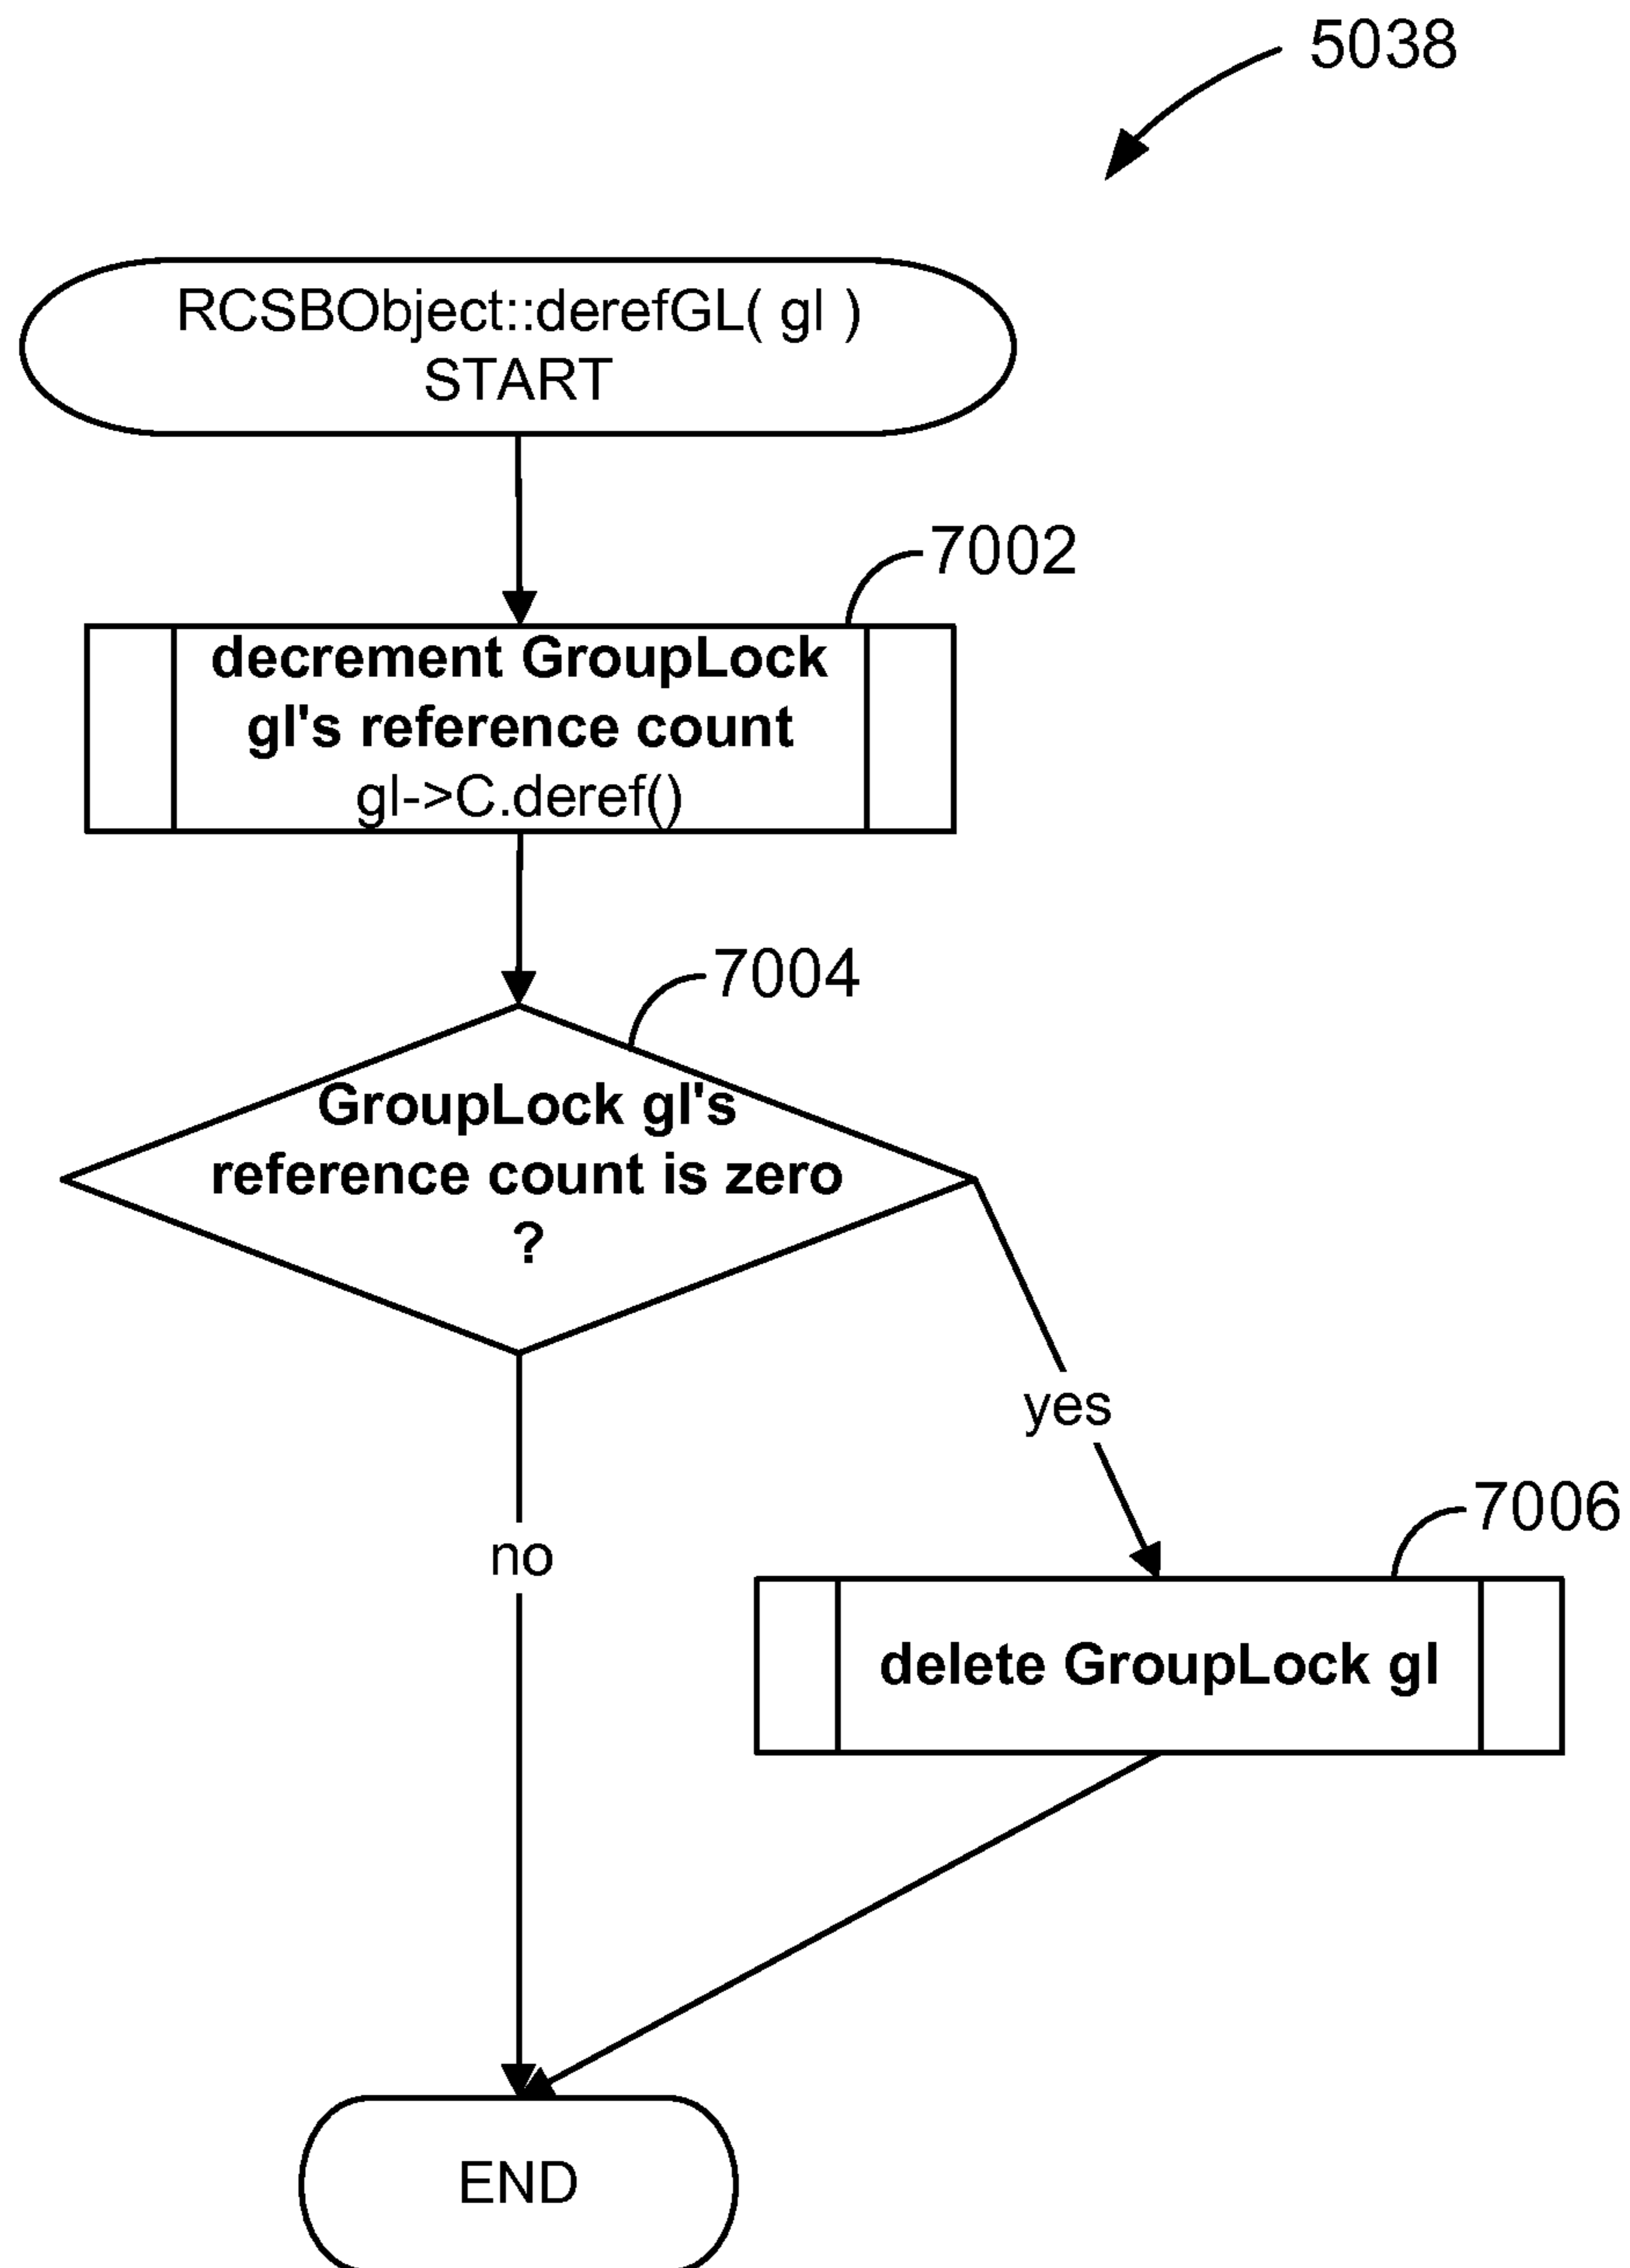 5038
RCSBObject::derefGL( gl )
START
7002
decrement GroupLock
gl's reference count
gl->C.deref()
7004
GroupLock gl's
reference count is zero
?
yes
no
7006
delete GroupLock gl
END